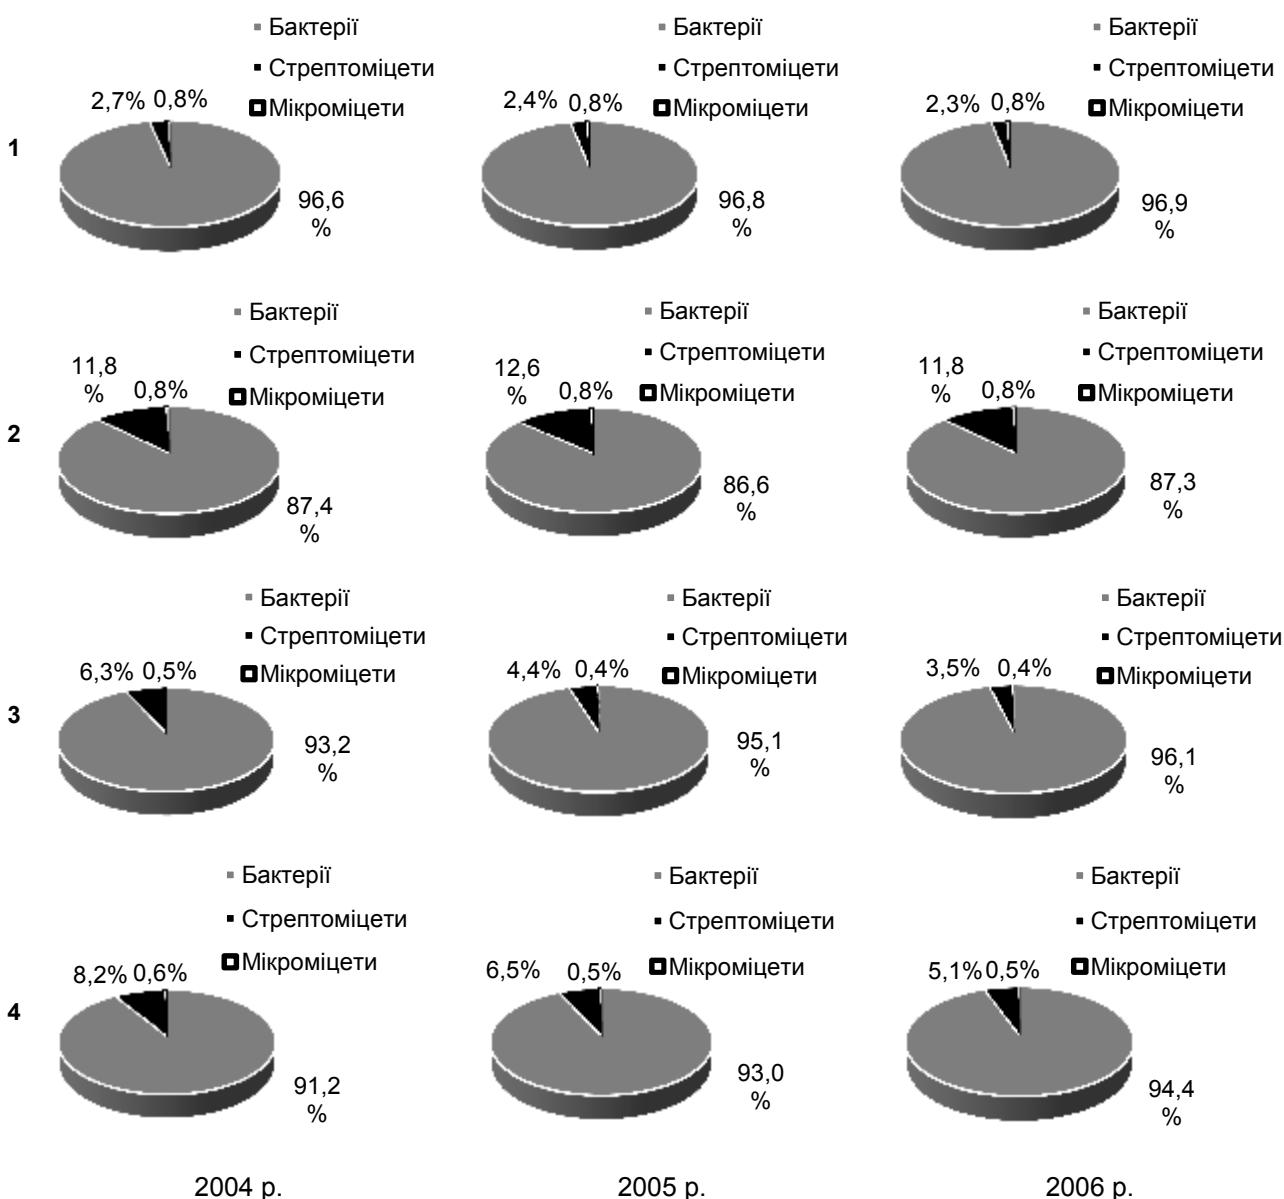 Бактерії
Стрептоміцети
2,7% 0,8%
Мікроміцети
96,6
%
Бактерії
Стрептоміцети
2,4% 0,8%
Мікроміцети
96,8
%
Бактерії
Стрептоміцети
2,3% 0,8%
Мікроміцети
96,9
%
1
Бактерії
Стрептоміцети
11,8
% 0,8%
Мікроміцети
87,4
%
Бактерії
Стрептоміцети
12,6
% 0,8%
Мікроміцети
86,6
%
Бактерії
Стрептоміцети
11,8
% 0,8%
Мікроміцети
87,3
%
2
Бактерії
Стрептоміцети
6,3% 0,5%
Мікроміцети
93,2
%
Бактерії
Стрептоміцети
4,4% 0,4%
Мікроміцети
95,1
%
Бактерії
Стрептоміцети
3,5% 0,4%
Мікроміцети
96,1
%
3
Бактерії
Стрептоміцети
8,2% 0,6%
Мікроміцети
91,2
%
Бактерії
Стрептоміцети
6,5% 0,5%
Мікроміцети
93,0
%
Бактерії
Стрептоміцети
5,1% 0,5%
Мікроміцети
94,4
%
4
2004 р.
2005 р.
2006 р.